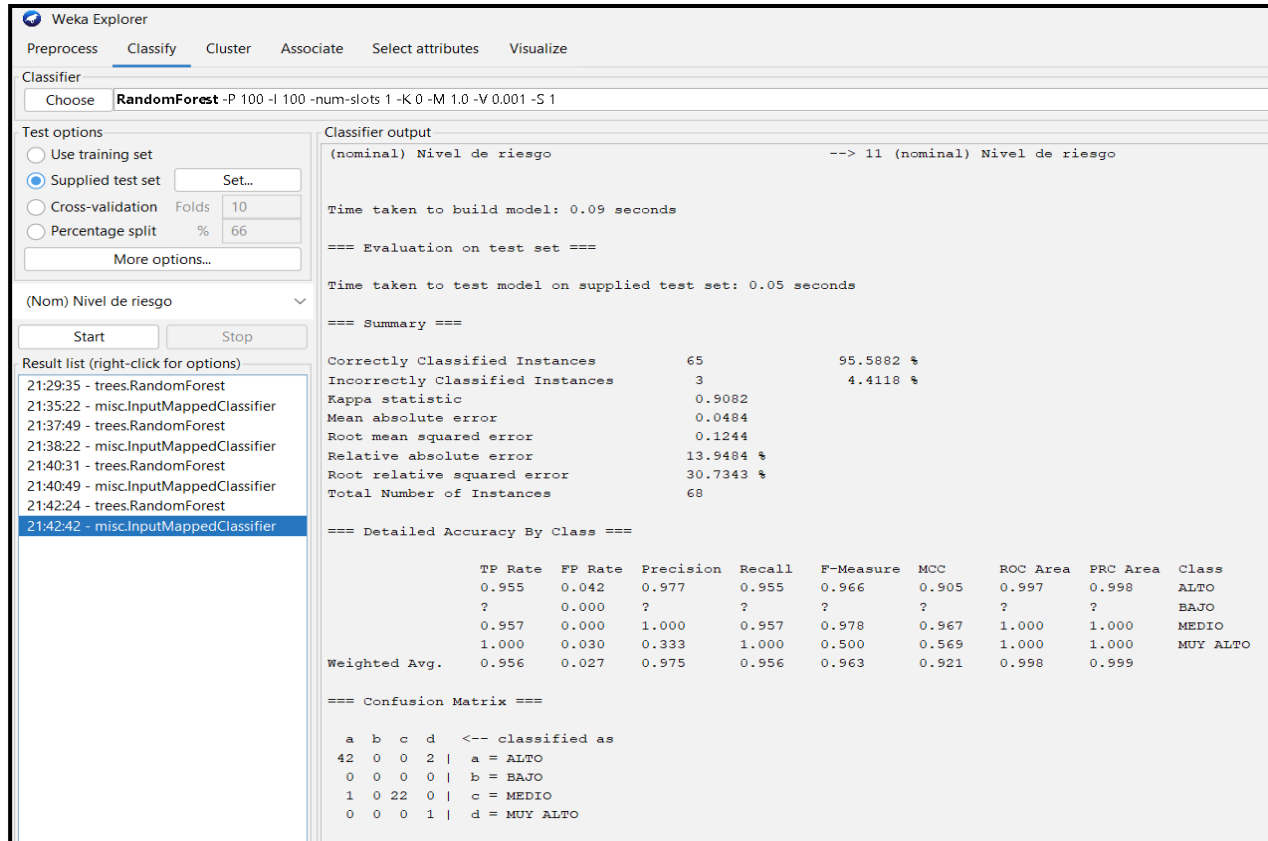 Weka Explorer
Preprocess Classify Cluster Associate Select attributes Visualize
Classifier
Choose RandomForest -P 100 -I 100 -num-slots 1 -K 0 -M 1.0 -V 0.001 -S 1
Test options
Use training set
Supplied test set Set...
Cross-validation Folds 10
Percentage split % 66
More options...
(Nom) Nivel de riesgo
Start Stop
Result list (right-click for options)
21:29:35 - trees.RandomForest
21:35:22 - misc.InputMappedClassifier
21:37:49 - trees.RandomForest
21:38:22 - misc.InputMappedClassifier
21:40:31 - trees.RandomForest
21:40:49 - misc.InputMappedClassifier
21:42:24 - trees.RandomForest
21:42:42 - misc.InputMappedClassifier
Classifier output
(nominal) Nivel de riesgo --> 11 (nominal) Nivel de riesgo
Time taken to build model: 0.09 seconds
=== Evaluation on test set ===
Time taken to test model on supplied test set: 0.05 seconds
=== Summary ===
Correctly Classified Instances 65 95.5882 %
Incorrectly Classified Instances 3 4.4118 %
Kappa statistic 0.9082
Mean absolute error 0.0484
Root mean squared error 0.1244
Relative absolute error 13.9484 %
Root relative squared error 30.7343 %
Total Number of Instances 68
=== Detailed Accuracy By Class ===
TP Rate FP Rate Precision Recall F-Measure MCC ROC Area PRC Area Class
0.955 0.042 0.977 0.955 0.966 0.905 0.997 0.998 ALTO
? 0.000 ? ? ? ? ? ? BAJO
0.957 0.000 1.000 0.957 0.978 0.967 1.000 1.000 MEDIO
1.000 0.030 0.333 1.000 0.500 0.569 1.000 1.000 MUY ALTO
Weighted Avg. 0.956 0.027 0.975 0.956 0.963 0.921 0.998 0.999
=== Confusion Matrix ===
a b c d <-- classified as
42 0 0 2 | a = ALTO
0 0 0 0 | b = BAJO
1 0 22 0 | c = MEDIO
0 0 0 1 | d = MUY ALTO